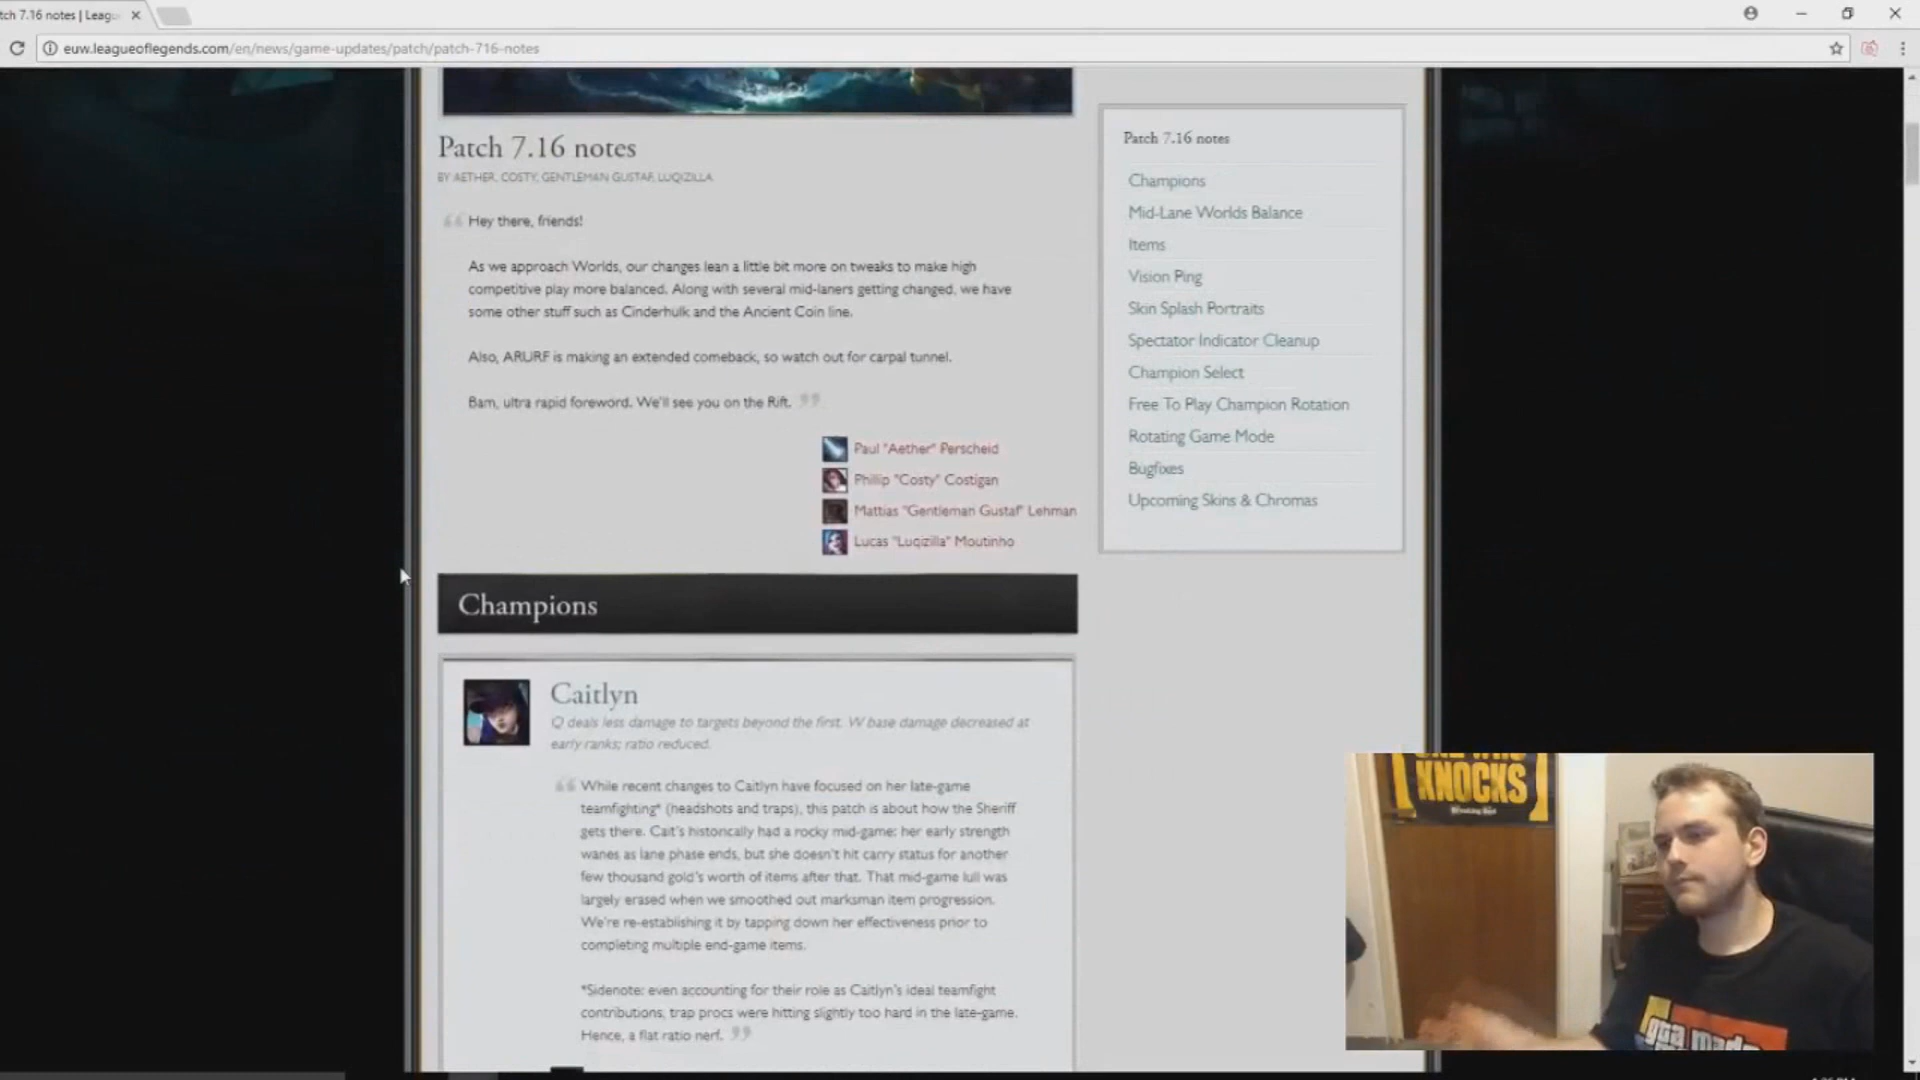 tch 7.16 notes | Leag
euw.leagueoflegends.com/en/news/game-updates/patch/patch-716-notes
Patch 7.16 notes
BY AETHER, COSTY, GENTLEMAN GUSTAF, LUQIZILLA
Hey there, friends!
As we approach Worlds, our changes lean a little bit more on tweaks to make high
competitive play more balanced. Along with several mid-laners getting changed, we have
some other stuff such as Cinderhulk and the Ancient Coin line.
Also, ARURF is making an extended comeback, so watch out for carpal tunnel.
Bam, ultra rapid foreword. We'll see you on the Rift.
Paul "Aether" Perscheid
Phillip "Costy" Costigan
Mattias "Gentleman Gustaf" Lehman
Lucas "Luqizilla" Moutinho
Champions
Caitlyn
Q deals less damage to targets beyond the first. W base damage decreased at
early ranks; ratio reduced.
While recent changes to Caitlyn have focused on her late-game
teamfighting* (headshots and traps), this patch is about how the Sheriff
gets there. Cait's historically had a rocky mid-game: her early strength
wanes as lane phase ends, but she doesn't hit carry status for another
few thousand gold's worth of items after that. That mid-game lull was
largely erased when we smoothed out marksman item progression.
We're re-establishing it by tapping down her effectiveness prior to
completing multiple end-game items.
*Sidenote: even accounting for their role as Caitlyn's ideal teamfight
contributions, trap procs were hitting slightly too hard in the late-game.
Hence, a flat ratio nerf.
Patch 7.16 notes
Champions
Mid-Lane Worlds Balance
Items
Vision Ping
Skin Splash Portraits
Spectator Indicator Cleanup
Champion Select
Free To Play Champion Rotation
Rotating Game Mode
Bugfixes
Upcoming Skins & Chromas
KNOCKS
Breaking Bad